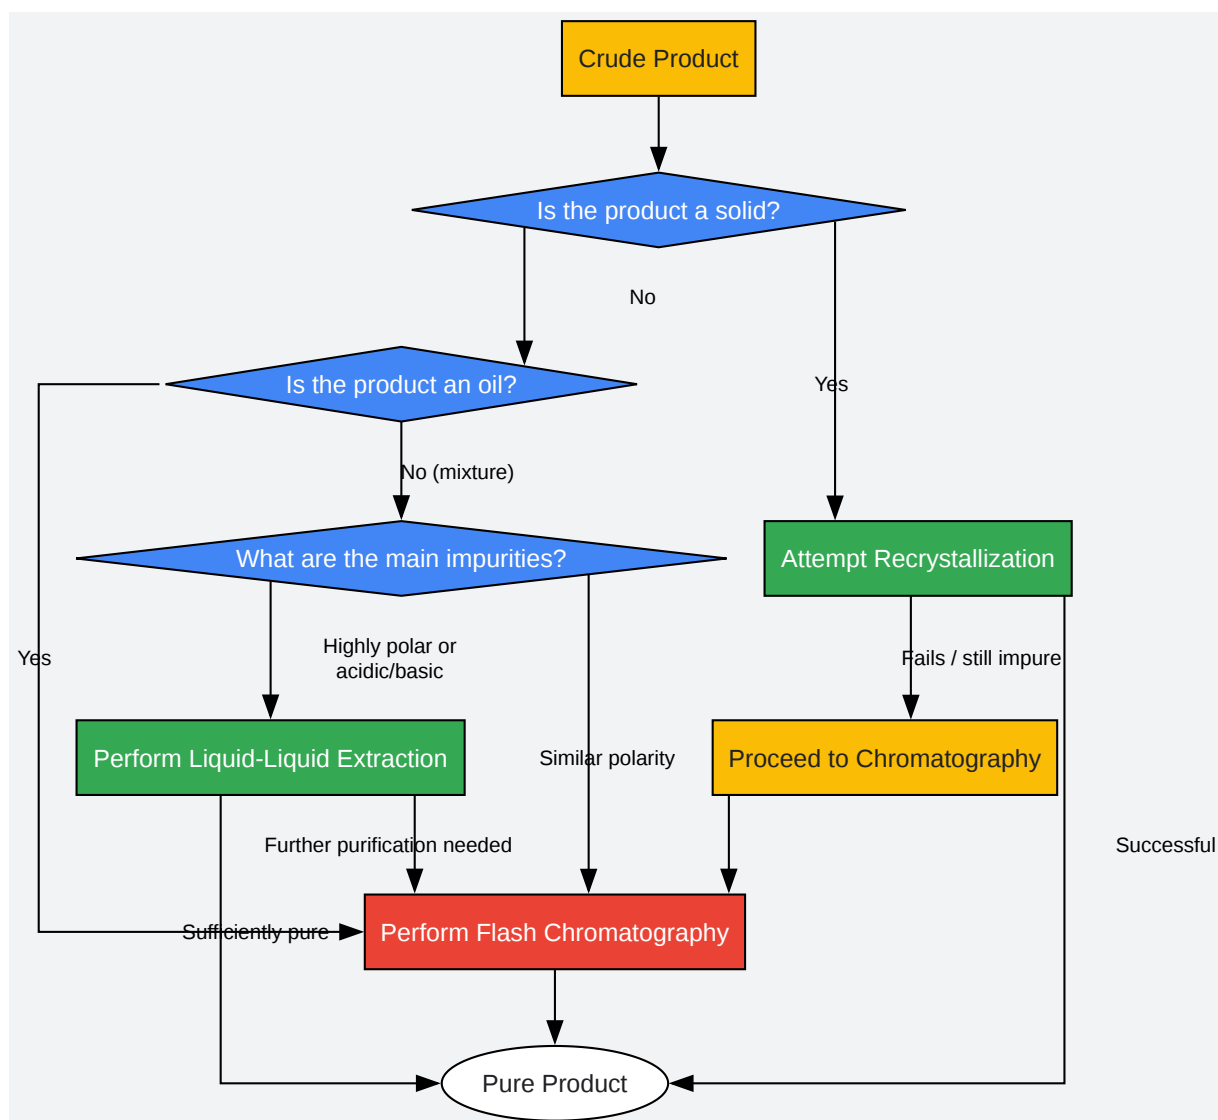 Crude Product
Is the product a solid?
No
Is the product an oil?
Yes
No (mixture)
What are the main impurities?
Attempt Recrystallization
Highly polar or
acidic/basic
Yes
Fails / still impure
Perform Liquid-Liquid Extraction
Similar polarity
Proceed to Chromatography
Further purification needed
Successful
Sufficiently pure
Perform Flash Chromatography
Pure Product